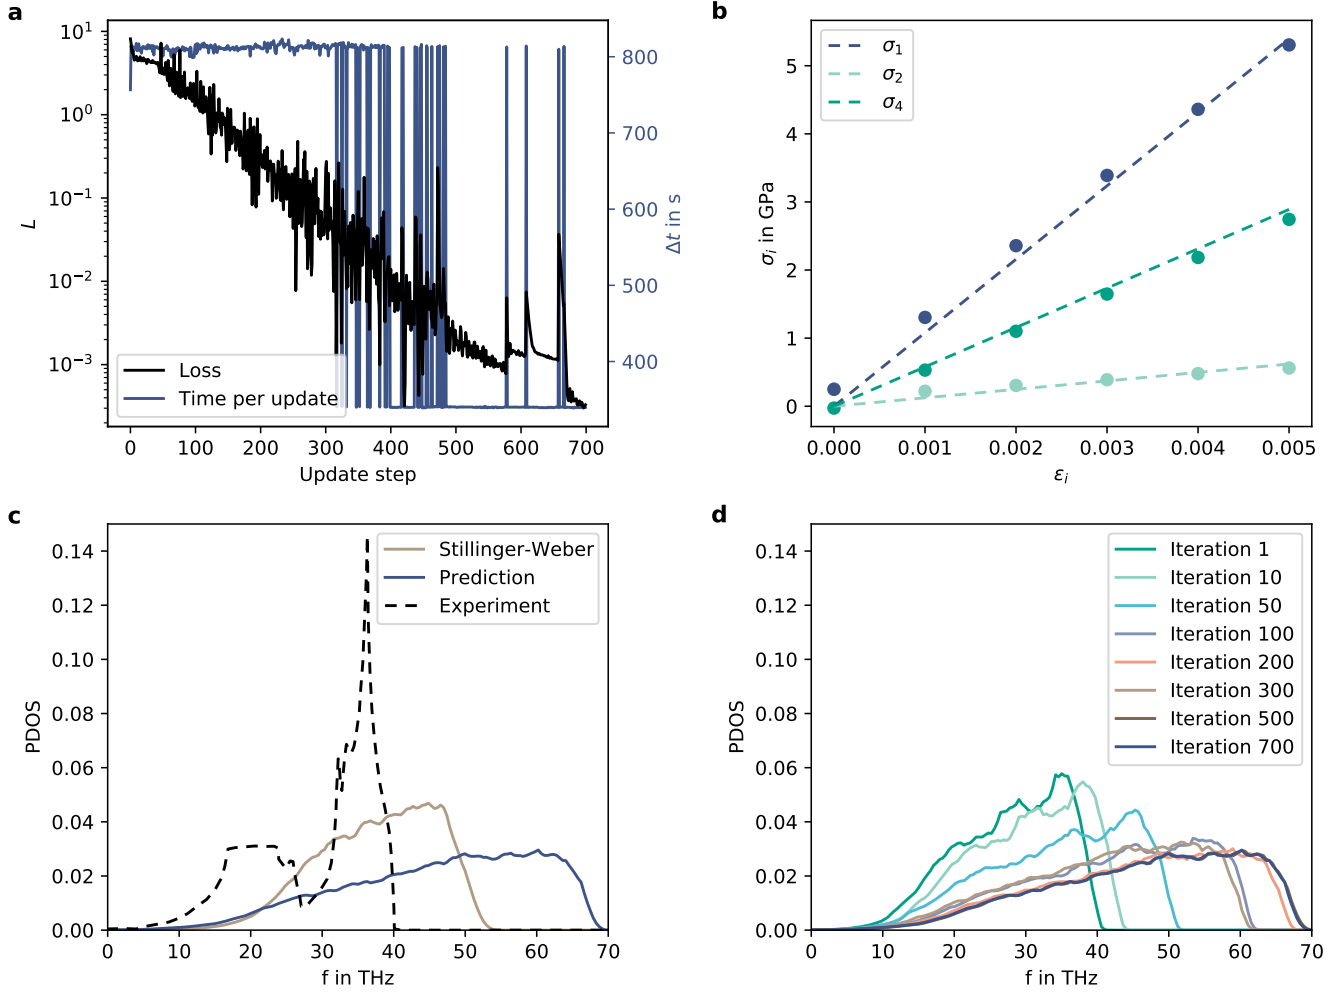 a
10^1
10^0
10^-1
10^-2
10^-3
L
800
700
600
500
400
Δt in s
Loss
Time per update
0 100 200 300 400 500 600 700
Update step
b
σ_1
σ_2
σ_4
5
4
3
2
1
0
σ_i in GPa
0.000 0.001 0.002 0.003 0.004 0.005
ε_i
c
0.14
0.12
0.10
0.08
0.06
0.04
0.02
0.00
PDOS
Stillinger-Weber
Prediction
Experiment
0 10 20 30 40 50 60 70
f in THz
d
0.14
0.12
0.10
0.08
0.06
0.04
0.02
0.00
PDOS
Iteration 1
Iteration 10
Iteration 50
Iteration 100
Iteration 200
Iteration 300
Iteration 500
Iteration 700
0 10 20 30 40 50 60 70
f in THz